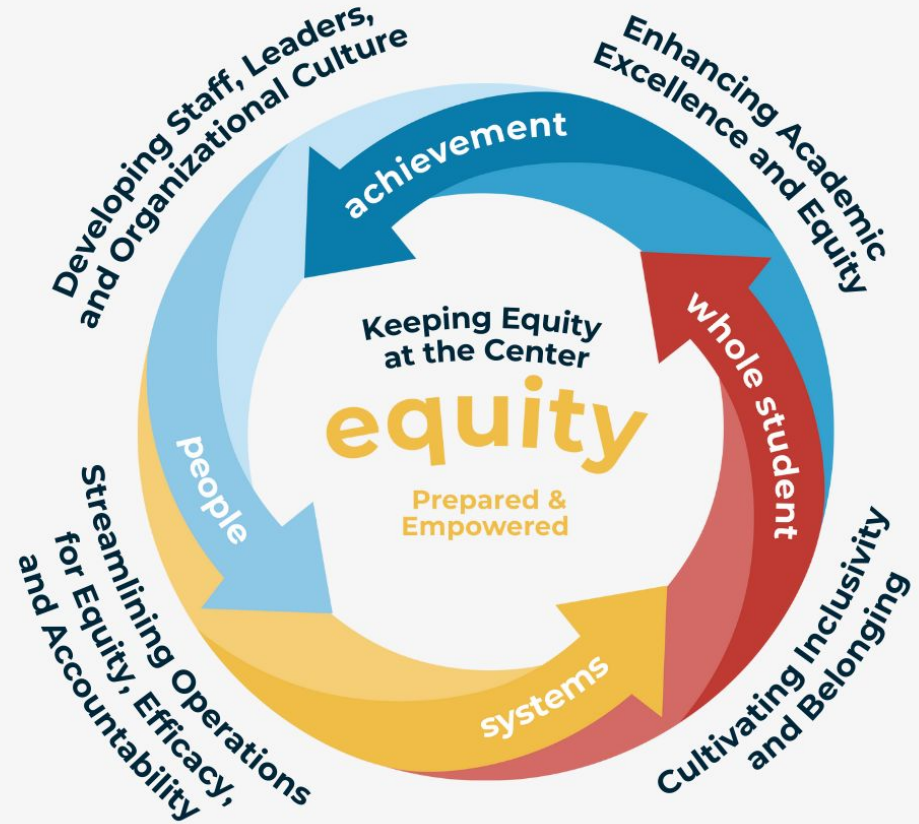 Developing Staff, Leaders,
and Organizational Culture
Enhancing Academic
Excellence and Equity
achievement
whole student
Keeping Equity
at the Center
equity
Prepared &
Empowered
people
systems
Streamlining Operations
for Equity, Efficacy,
and Accountability
Cultivating Inclusivity
and Belonging